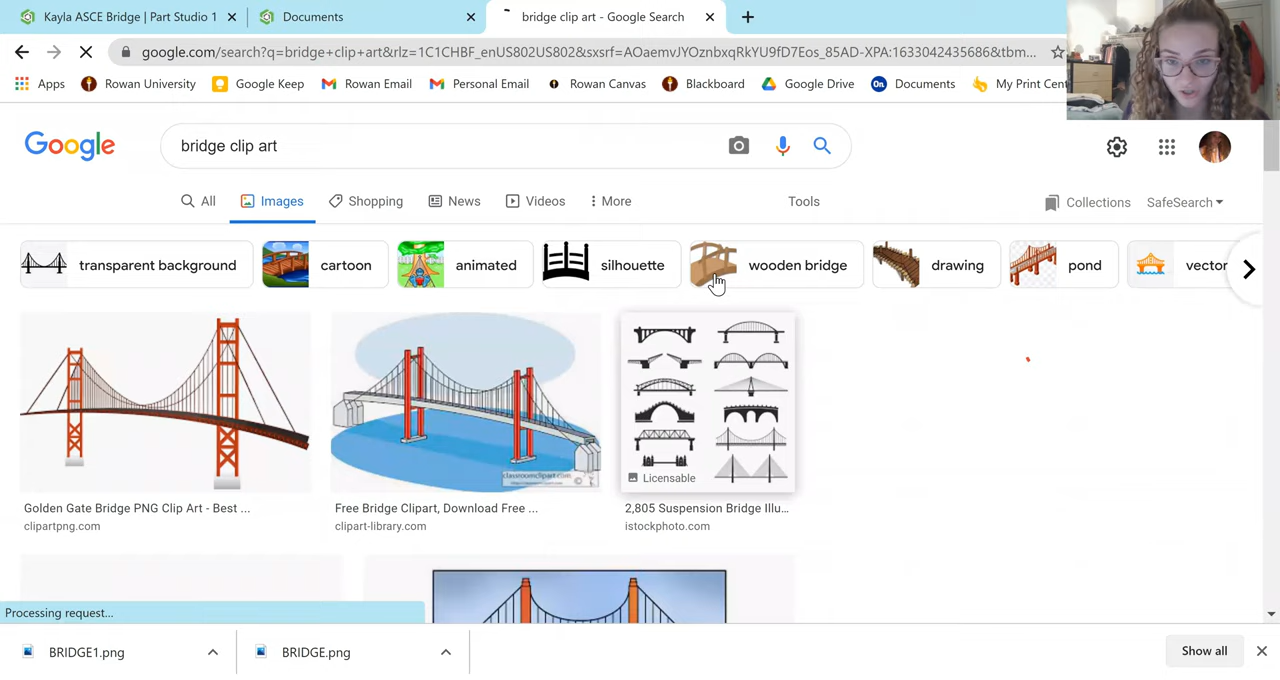 Kayla ASCE Bridge | Part Studio 1
Documents
bridge clip art - Google Search
google.com/search?q=bridge+clip+art&rlz=1C1CHBF_enUS802US802&sxsrf=AOaemvJYOznbxqRkYU9fD7Eos_85AD-XPA:1633042435686&tbm...
Apps
Rowan University
Google Keep
Rowan Email
Personal Email
Rowan Canvas
Blackboard
Google Drive
On
Documents
My Print Cent
Google
bridge clip art
All
Images
Shopping
News
Videos
More
Tools
Collections
SafeSearch
transparent background
cartoon
animated
silhouette
wooden bridge
drawing
pond
vector
classroomclipart.com
Licensable
Golden Gate Bridge PNG Clip Art - Best ...
Free Bridge Clipart, Download Free ...
2,805 Suspension Bridge Illu...
clipartpng.com
clipart-library.com
istockphoto.com
Processing request...
BRIDGE1.png
BRIDGE.png
Show all